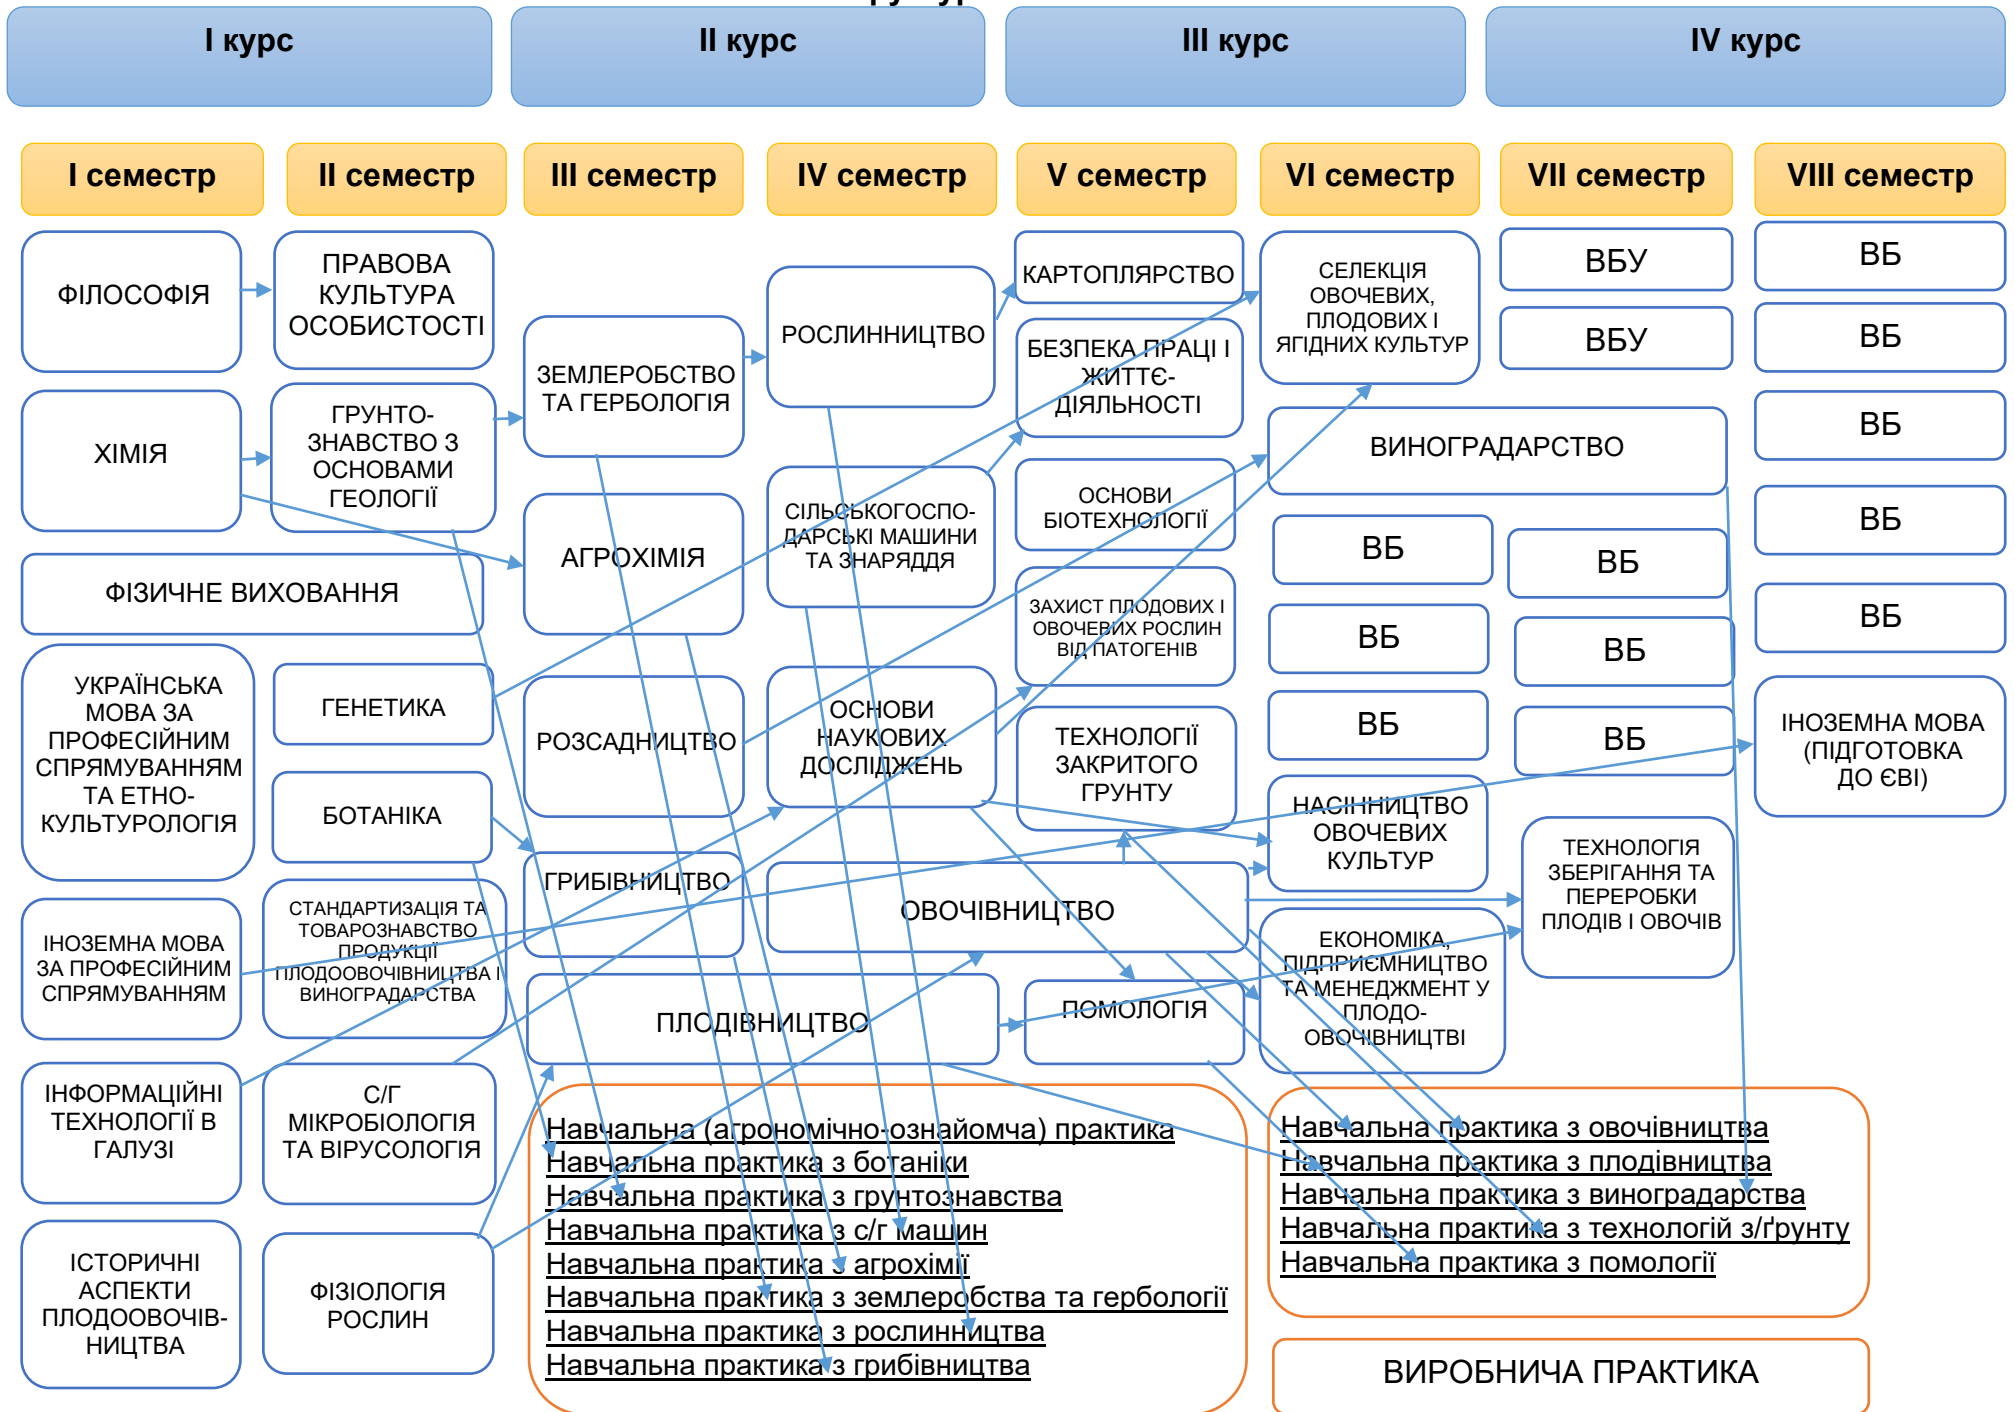 І курс
ІІ курс
ІІІ курс
IV курс
І семестр
ІІ семестр
ІІІ семестр
IV семестр
V семестр
VI семестр
VII семестр
VIII семестр
ФІЛОСОФІЯ
ХІМІЯ
ФІЗИЧНЕ ВИХОВАННЯ
УКРАЇНСЬКА
МОВА ЗА
ПРОФЕСІЙНИМ
СПРЯМУВАННЯМ
ТА ЕТНО-
КУЛЬТУРОЛОГІЯ
ІНОЗЕМНА МОВА
ЗА ПРОФЕСІЙНИМ
СПРЯМУВАННЯМ
ІНФОРМАЦІЙНІ
ТЕХНОЛОГІЇ В
ГАЛУЗІ
ІСТОРИЧНІ
АСПЕКТИ
ПЛОДООВОЧІВ-
НИЦТВА
ПРАВОВА
КУЛЬТУРА
ОСОБИСТОСТІ
ГРУНТО-
ЗНАВСТВО З
ОСНОВАМИ
ГЕОЛОГІЇ
ГЕНЕТИКА
БОТАНІКА
СТАНДАРТИЗАЦІЯ ТА
ТОВАРОЗНАВСТВО
ПРОДУКЦІЇ
ПЛОДООВОЧІВНИЦТВА І
ВИНОГРАДАРСТВА
С/Г
МІКРОБІОЛОГІЯ
ТА ВІРУСОЛОГІЯ
ФІЗІОЛОГІЯ
РОСЛИН
ЗЕМЛЕРОБСТВО
ТА ГЕРБОЛОГІЯ
АГРОХІМІЯ
РОЗСАДНИЦТВО
ГРИБІВНИЦТВО
ПЛОДІВНИЦТВО
РОСЛИННИЦТВО
СІЛЬСЬКОГОСПО-
ДАРСЬКІ МАШИНИ
ТА ЗНАРЯДДЯ
ОСНОВИ
НАУКОВИХ
ДОСЛІДЖЕНЬ
ОВОЧІВНИЦТВО
КАРТОПЛЯРСТВО
БЕЗПЕКА ПРАЦІ І
ЖИТТЄ-
ДІЯЛЬНОСТІ
ОСНОВИ
БІОТЕХНОЛОГІЇ
ЗАХИСТ ПЛОДОВИХ І
ОВОЧЕВИХ РОСЛИН
ВІД ПАТОГЕНІВ
ТЕХНОЛОГІЇ
ЗАКРИТОГО
ГРУНТУ
ПОМОЛОГІЯ
СЕЛЕКЦІЯ
ОВОЧЕВИХ,
ПЛОДОВИХ І
ЯГІДНИХ КУЛЬТУР
ВИНОГРАДАРСТВО
ВБ
ВБ
ВБ
НАСІННИЦТВО
ОВОЧЕВИХ
КУЛЬТУР
ЕКОНОМІКА,
ПІДПРИЄМНИЦТВО
ТА МЕНЕДЖМЕНТ У
ПЛОДО-
ОВОЧІВНИЦТВІ
ВБУ
ВБУ
ВБ
ВБ
ВБ
ТЕХНОЛОГІЯ
ЗБЕРІГАННЯ ТА
ПЕРЕРОБКИ
ПЛОДІВ І ОВОЧІВ
ВБ
ВБ
ВБ
ВБ
ВБ
ІНОЗЕМНА МОВА
(ПІДГОТОВКА
ДО ЄВІ)
Навчальна (агрономічно-ознайомча) практика
Навчальна практика з ботаніки
Навчальна практика з грунтознавства
Навчальна практика з с/г машин
Навчальна практика з агрохімії
Навчальна практика з землеробства та гербології
Навчальна практика з рослинництва
Навчальна практика з грибівництва
Навчальна практика з овочівництва
Навчальна практика з плодівництва
Навчальна практика з виноградарства
Навчальна практика з технологій з/ґрунту
Навчальна практика з помології
ВИРОБНИЧА ПРАКТИКА